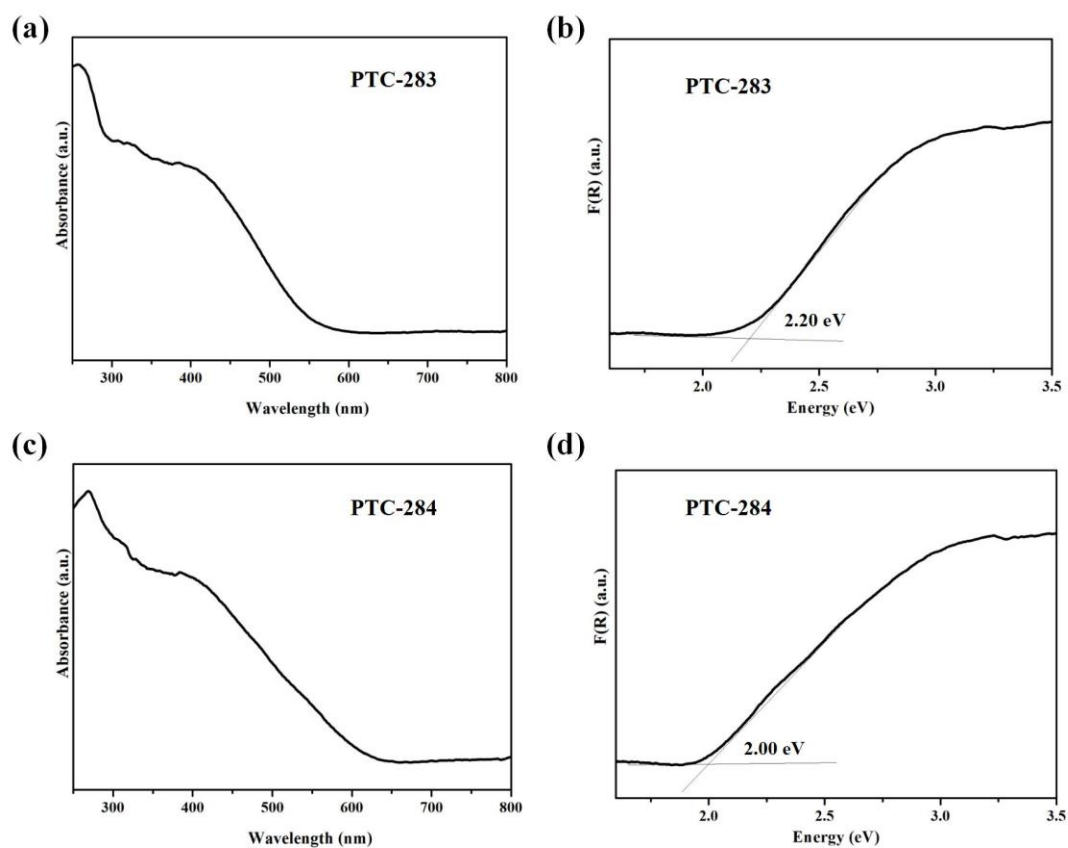 (a)
PTC-283
Absorbance (a.u.)
300 400 500 600 700 800
Wavelength (nm)
(b)
PTC-283
F(R) (a.u.)
2.20 eV
2.0 2.5 3.0 3.5
Energy (eV)
(c)
PTC-284
Absorbance (a.u.)
300 400 500 600 700 800
Wavelength (nm)
(d)
PTC-284
F(R) (a.u.)
2.00 eV
2.0 2.5 3.0 3.5
Energy (eV)